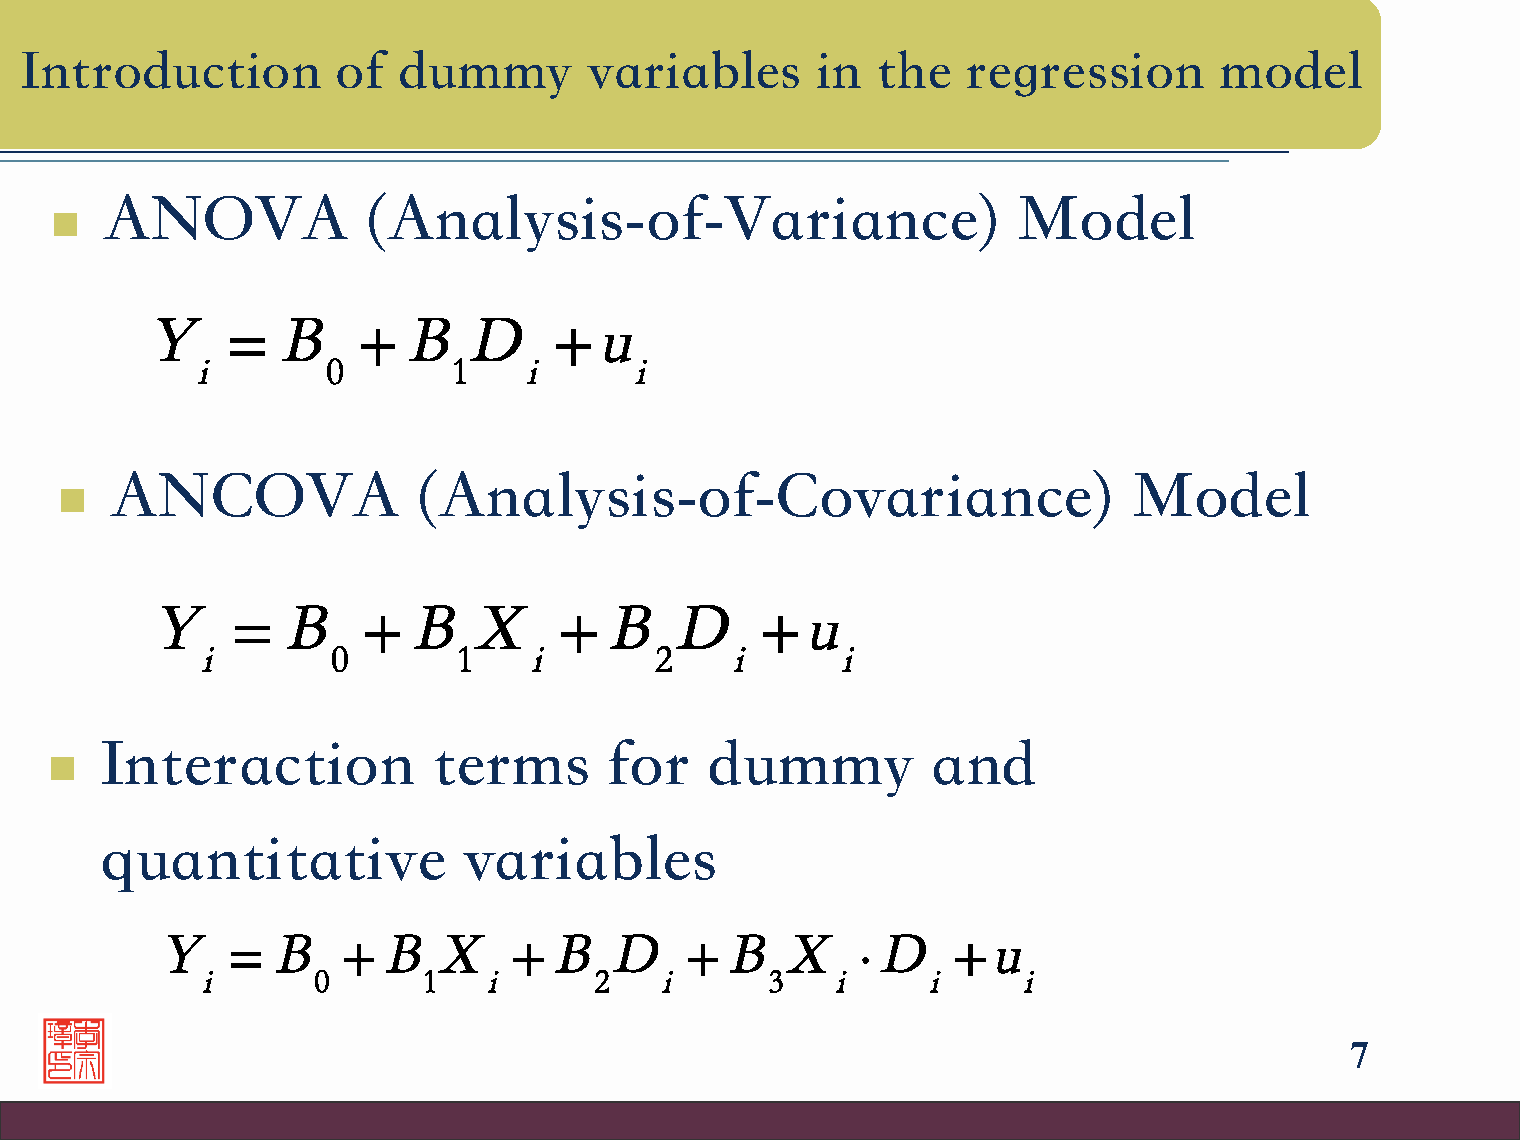 Introduction of dummy variables in the regression model
ANOVA (Analysis-of-Variance) Model
Y_i = B_0 + B_1 D_i + u_i
ANCOVA (Analysis-of-Covariance) Model
Y_i = B_0 + B_1 X_i + B_2 D_i + u_i
Interaction terms for dummy and
quantitative variables
Y_i = B_0 + B_1 X_i + B_2 D_i + B_3 X_i · D_i + u_i
7